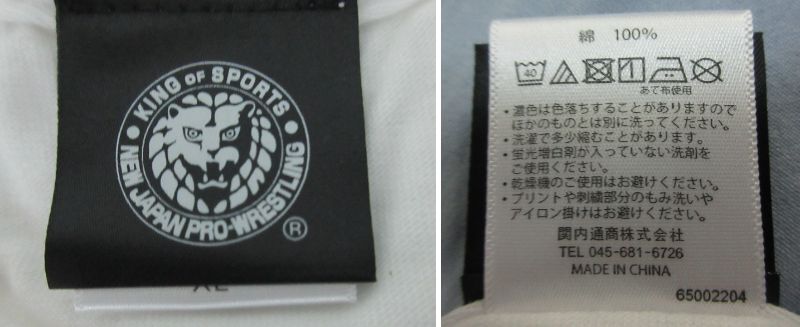 KING OF SPORTS
NEW JAPAN PRO-WRESTLING
®
XL
綿 100%
40
あて布使用
・濃色は色落ちすることがありますので
ほかのものとは別に洗ってください。
・洗濯で多少縮むことがあります。
・蛍光増白剤が入っていない洗剤を
ご使用ください。
・乾燥機のご使用はお避けください。
・プリントや刺繍部分のもみ洗いや
アイロン掛けはお避けください。
関内通商株式会社
TEL 045-681-6726
MADE IN CHINA
65002204